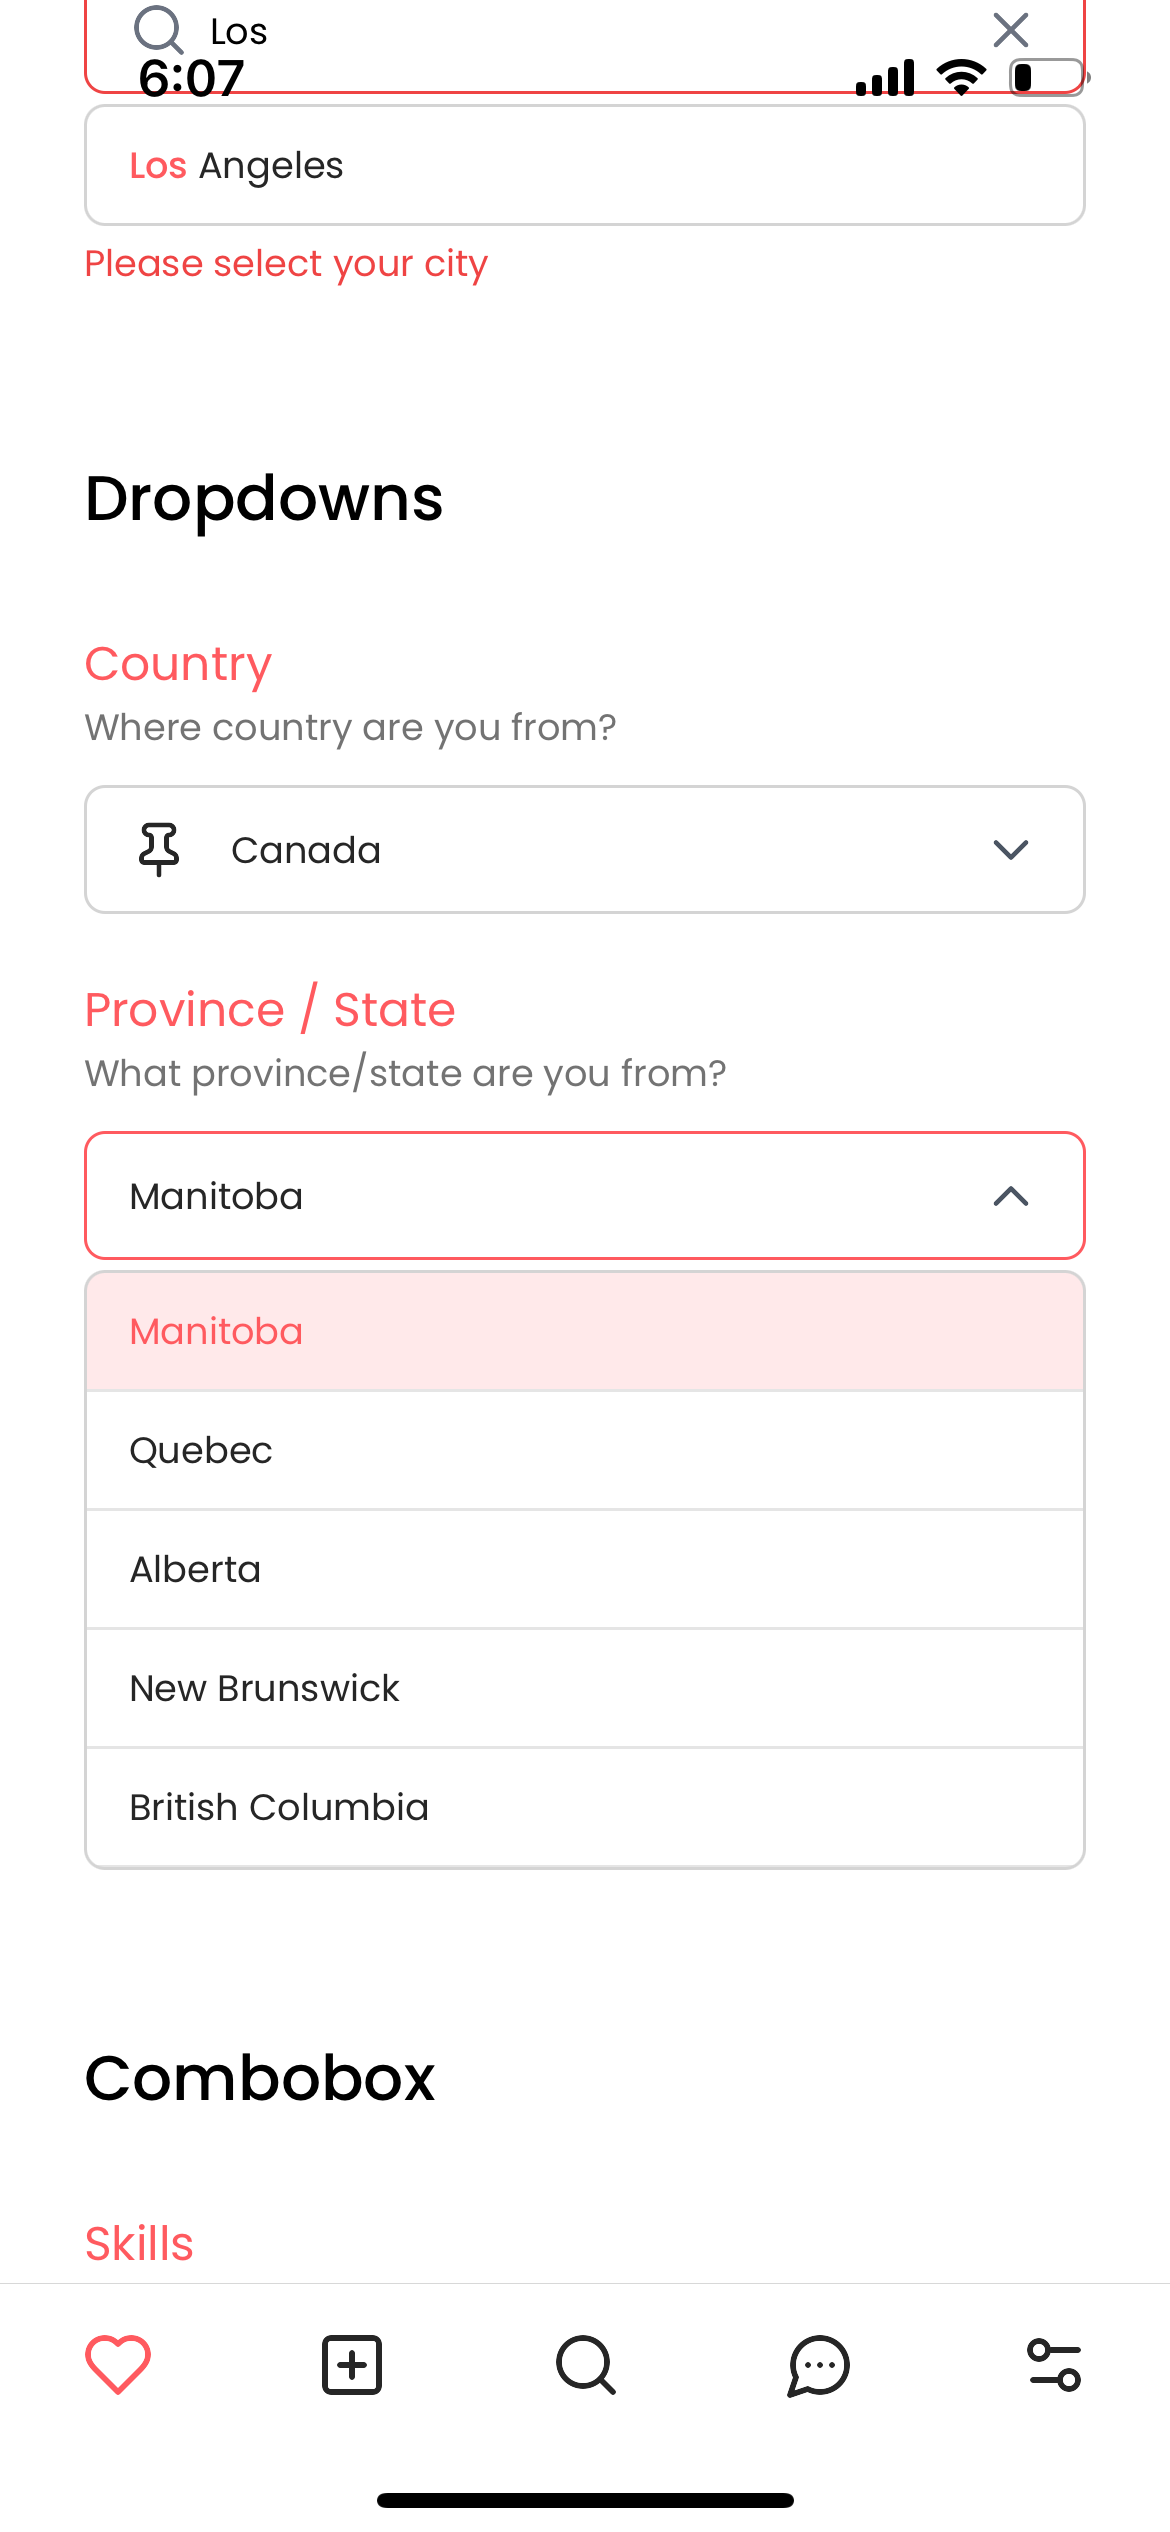 Los
6:07
Los Angeles
Please select your city
Dropdowns
Country
Where country are you from?
Canada
Province / State
What province/state are you from?
Manitoba
Manitoba
Quebec
Alberta
New Brunswick
British Columbia
Combobox
Skills